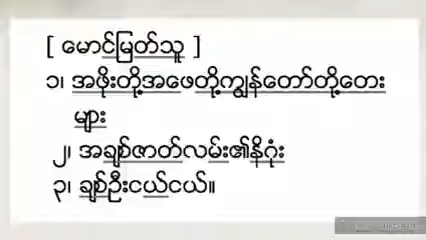 [ မောင်မြတ်သူ ]
၁၊ အဖိုးတို့အဖေတို့ကျွန်တော်တို့တေး
များ
၂၊ အချစ်ဇာတ်လမ်း၏နိဂုံး
၃၊ ချစ်ဦးငယ်ငယ်။